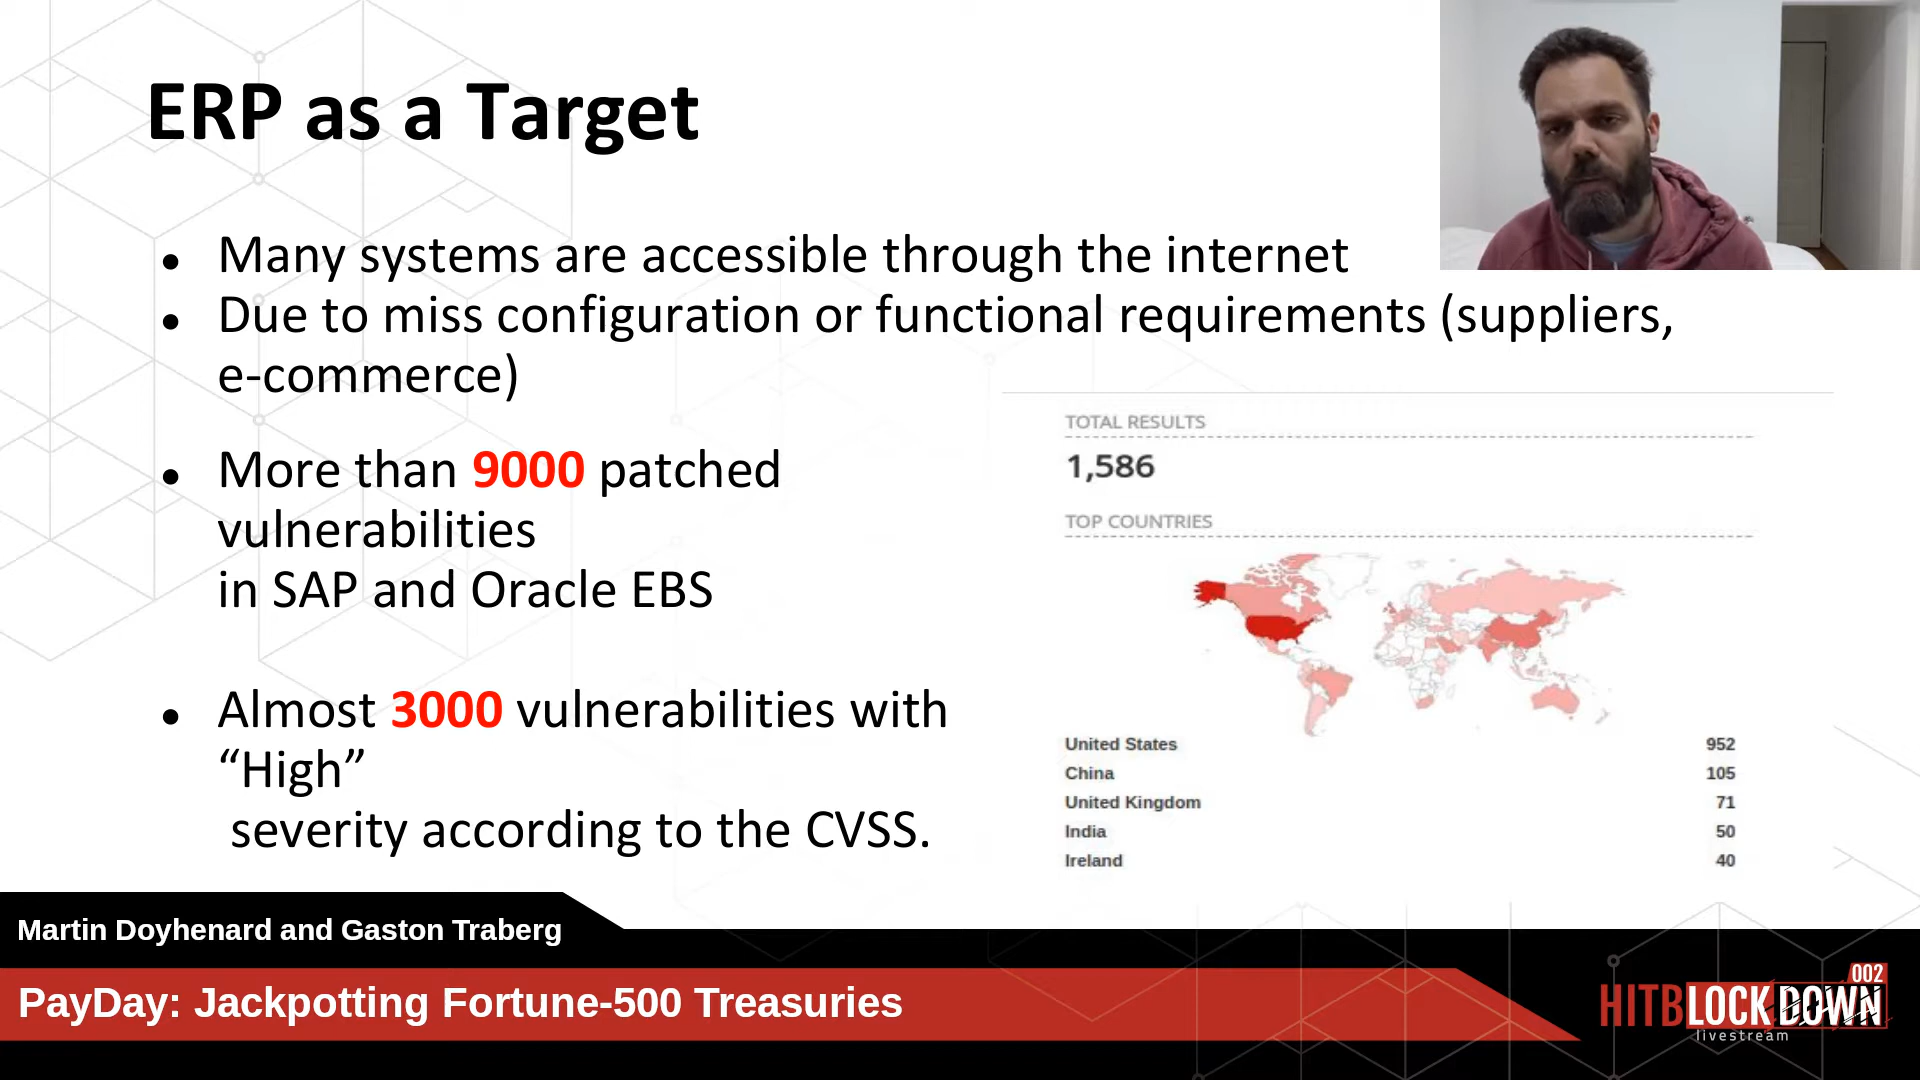 ERP as a Target
• Many systems are accessible through the internet
• Due to miss configuration or functional requirements (suppliers,
e-commerce)
• More than 9000 patched
vulnerabilities
in SAP and Oracle EBS
• Almost 3000 vulnerabilities with
“High”
severity according to the CVSS.
TOTAL RESULTS
1,586
TOP COUNTRIES
United States 952
China 105
United Kingdom 71
India 50
Ireland 40
Martin Doyhenard and Gaston Traberg
PayDay: Jackpotting Fortune-500 Treasuries
002
HITBLOCKDOWN
livestream